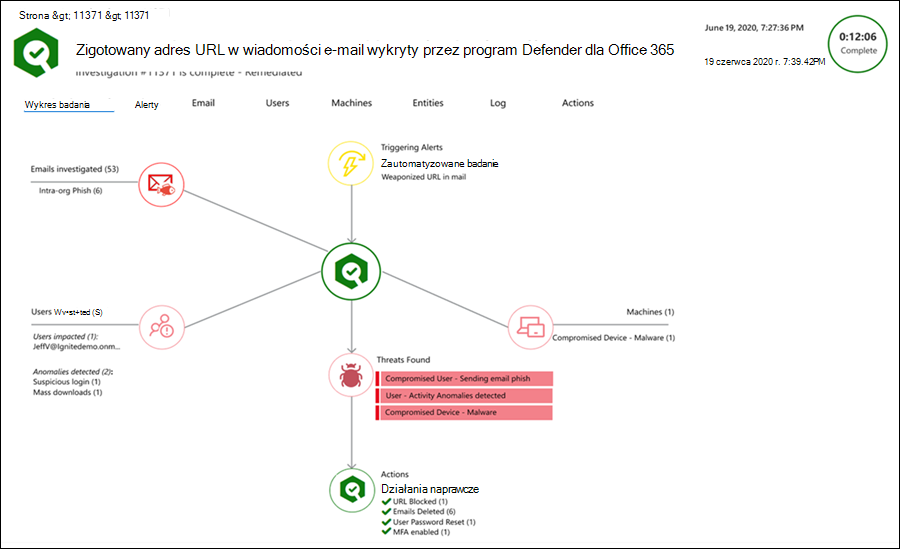 Strona &gt; 11371 &gt; 11371
June 19, 2020, 7:27:36 PM
0:12:06
Complete
Zigotowany adres URL w wiadomości e-mail wykryty przez program Defender dla Office 365
19 czerwca 2020 r. 7:39.42PM
Investigation #11371 is complete - Remediated
Wykres badania
Alerty
Email
Users
Machines
Entities
Log
Actions
Triggering Alerts
Zautomatyzowane badanie
Weaponized URL in mail
Emails investigated (53)
Intra-org Phish (6)
Users
Users impacted (1):
JeffV@Ignitedemo.onm...
Anomalies detected (2):
Suspicious login (1)
Mass downloads (1)
Machines (1)
Compromised Device - Malware (1)
Threats Found
Compromised User - Sending email phish
User - Activity Anomalies detected
Compromised Device - Malware
Actions
Działania naprawcze
URL Blocked (1)
Emails Deleted (6)
User Password Reset (1)
MFA enabled (1)